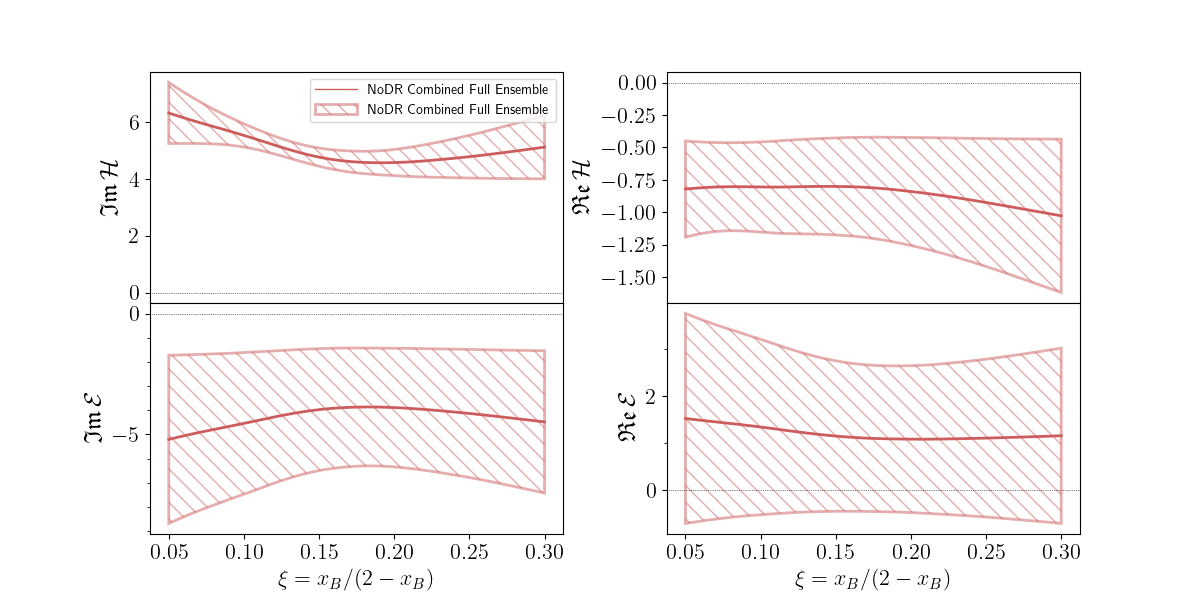 NoDR Combined Full Ensemble
NoDR Combined Full Ensemble
6
4
2
0
ℑ𝔪 ℋ
0.00
−0.25
−0.50
−0.75
−1.00
−1.25
−1.50
ℜ𝔢 ℋ
0
−5
ℑ𝔪 ℰ
0.05 0.10 0.15 0.20 0.25 0.30
ξ = x_B/(2 − x_B)
2
0
ℜ𝔢 ℰ
0.05 0.10 0.15 0.20 0.25 0.30
ξ = x_B/(2 − x_B)